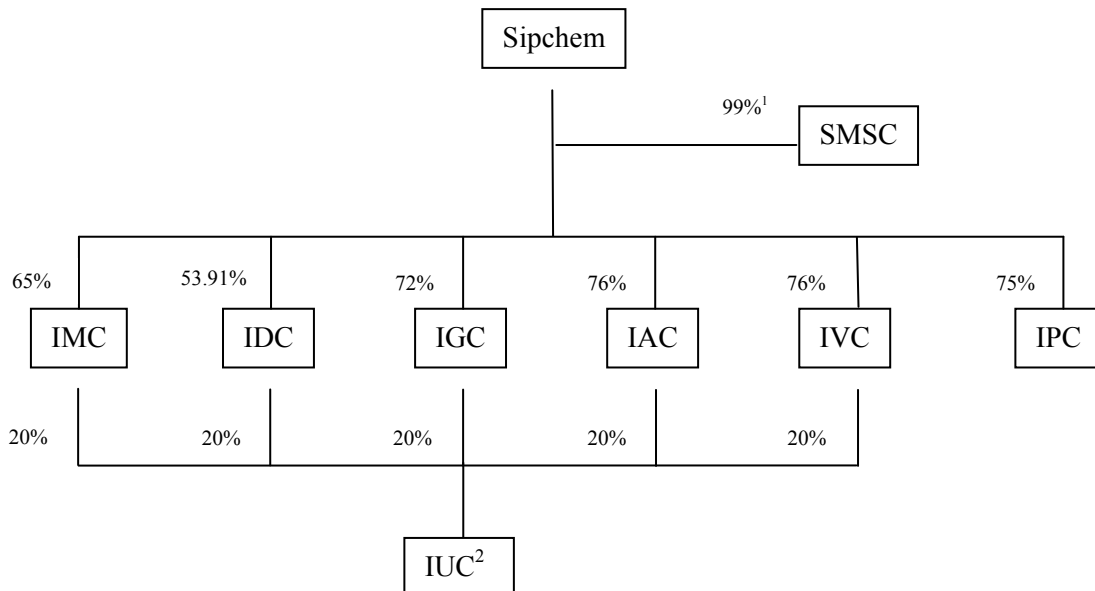 Sipchem
99%¹
SMSC
65% 53.91% 72% 76% 76% 75%
IMC IDC IGC IAC IVC IPC
20% 20% 20% 20% 20%
IUC²